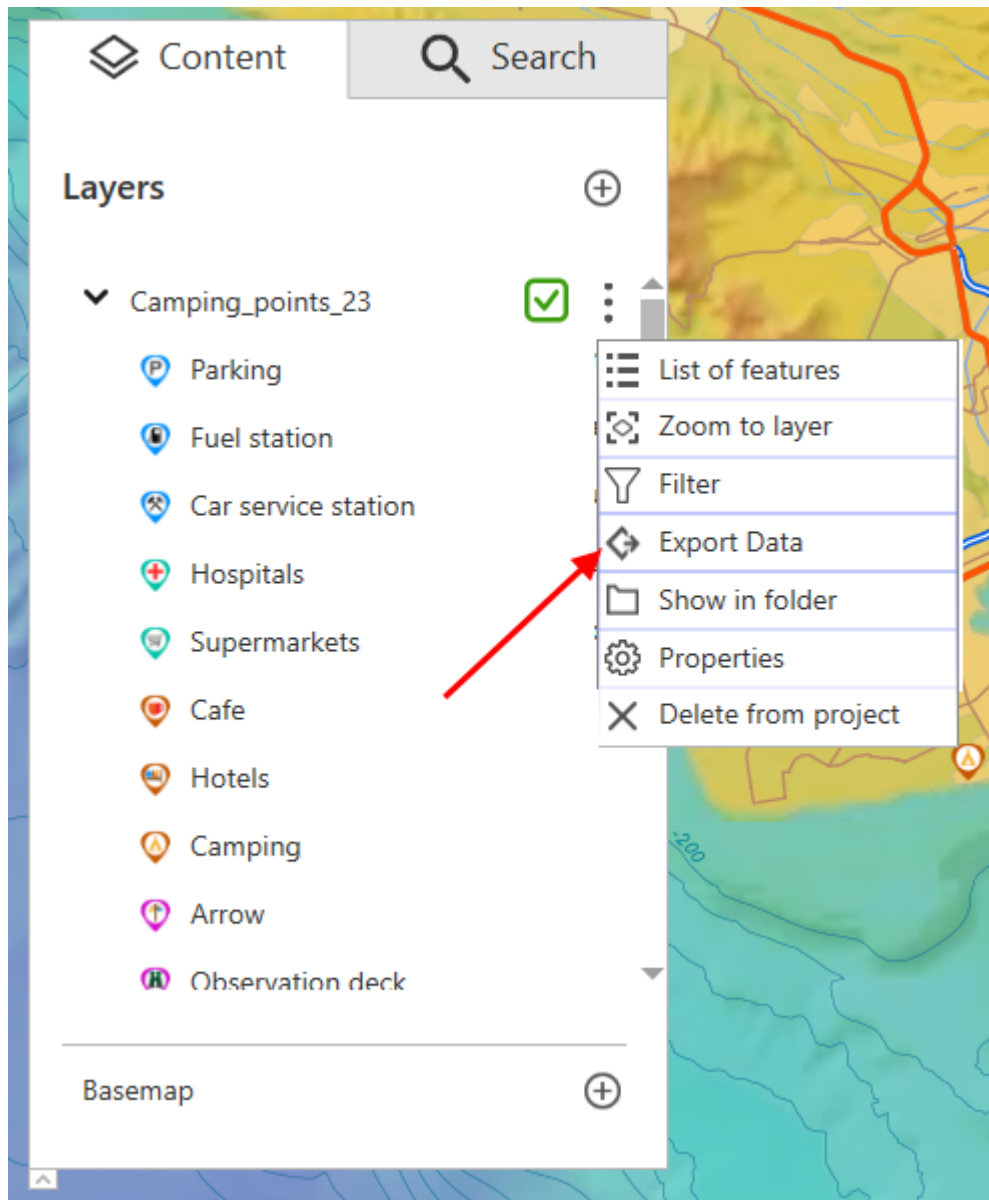 Content
Search
Layers
Camping_points_23
Parking
Fuel station
Car service station
Hospitals
Supermarkets
Cafe
Hotels
Camping
Arrow
Observation deck
Basemap
List of features
Zoom to layer
Filter
Export Data
Show in folder
Properties
Delete from project
-200